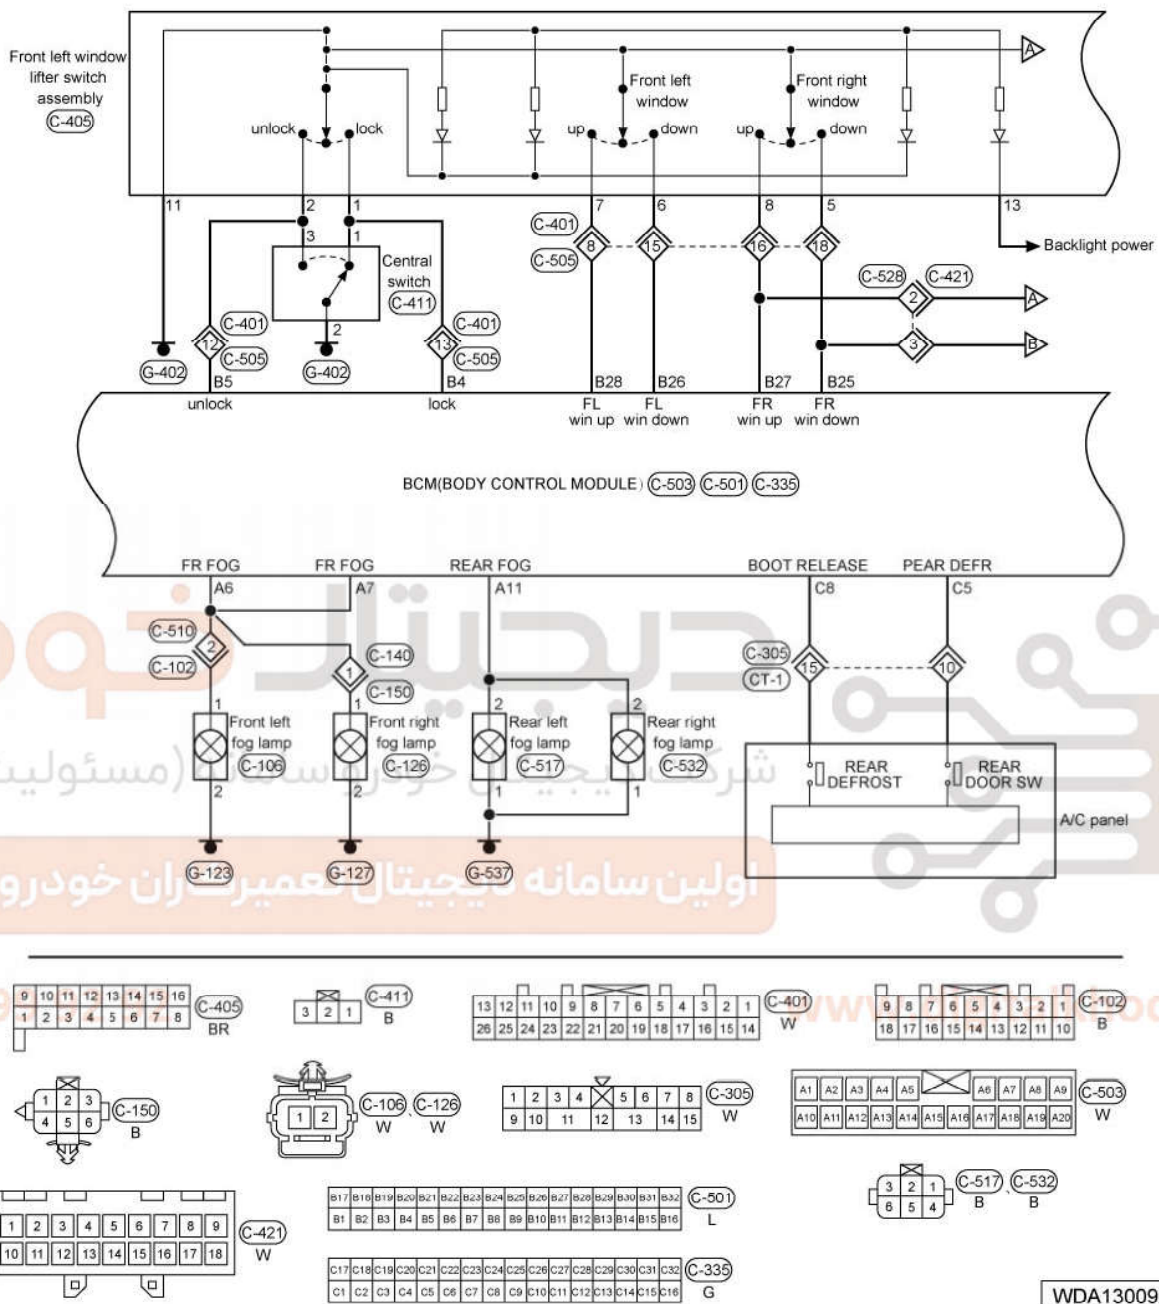 Front left window
lifter switch
assembly
C-405
unlock
lock
up
Front left
window
down
up
Front right
window
down
A
11
2
1
7
6
8
5
13
3
1
Central
switch
C-411
2
C-401
C-505
8
15
16
18
Backlight power
C-528
C-421
2
A
3
B
G-402
12
C-401
C-505
G-402
13
C-401
C-505
B5
B4
B28
B26
B27
B25
unlock
lock
FL
win up
FL
win down
FR
win up
FR
win down
BCM(BODY CONTROL MODULE) C-503 C-501 C-335
FR FOG
FR FOG
REAR FOG
BOOT RELEASE
PEAR DEFR
A6
A7
A11
C8
C5
C-510
2
C-102
C-140
1
C-150
C-305
CT-1
15
10
1
Front left
fog lamp
C-106
2
1
Front right
fog lamp
C-126
2
2
Rear left
fog lamp
C-517
1
2
Rear right
fog lamp
C-532
1
REAR
DEFROST
REAR
DOOR SW
A/C panel
G-123
G-127
G-537
دیجیتال خودرو
اولین سامانه دیجیتال تعمیرکاران خودرو
9 10 11 12 13 14 15 16
1 2 3 4 5 6 7 8
C-405
BR
3 2 1
C-411
B
13 12 11 10 9 8 7 6 5 4 3 2 1
26 25 24 23 22 21 20 19 18 17 16 15 14
C-401
W
9 8 7 6 5 4 3 2 1
18 17 16 15 14 13 12 11 10
C-102
B
1 2 3
4 5 6
C-150
B
1 2
C-106 、 C-126
W W
1 2 3 4 5 6 7 8
9 10 11 12 13 14 15
C-305
W
A1 A2 A3 A4 A5 A6 A7 A8 A9
A10 A11 A12 A13 A14 A15 A16 A17 A18 A19 A20
C-503
W
1 2 3 4 5 6 7 8 9
10 11 12 13 14 15 16 17 18
C-421
W
B17 B18 B19 B20 B21 B22 B23 B24 B25 B26 B27 B28 B29 B30 B31 B32
B1 B2 B3 B4 B5 B6 B7 B8 B9 B10 B11 B12 B13 B14 B15 B16
C-501
L
C17 C18 C19 C20 C21 C22 C23 C24 C25 C26 C27 C28 C29 C30 C31 C32
C1 C2 C3 C4 C5 C6 C7 C8 C9 C10 C11 C12 C13 C14 C15 C16
C-335
G
3 2 1
6 5 4
C-517 、 C-532
B B
WDA13009